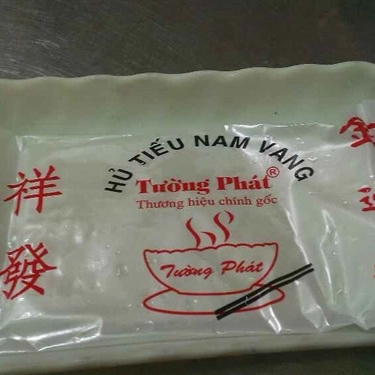 HỦ TIẾU NAM VANG
Tường Phát®
Thương hiệu chính gốc
Tường Phát
祥
發